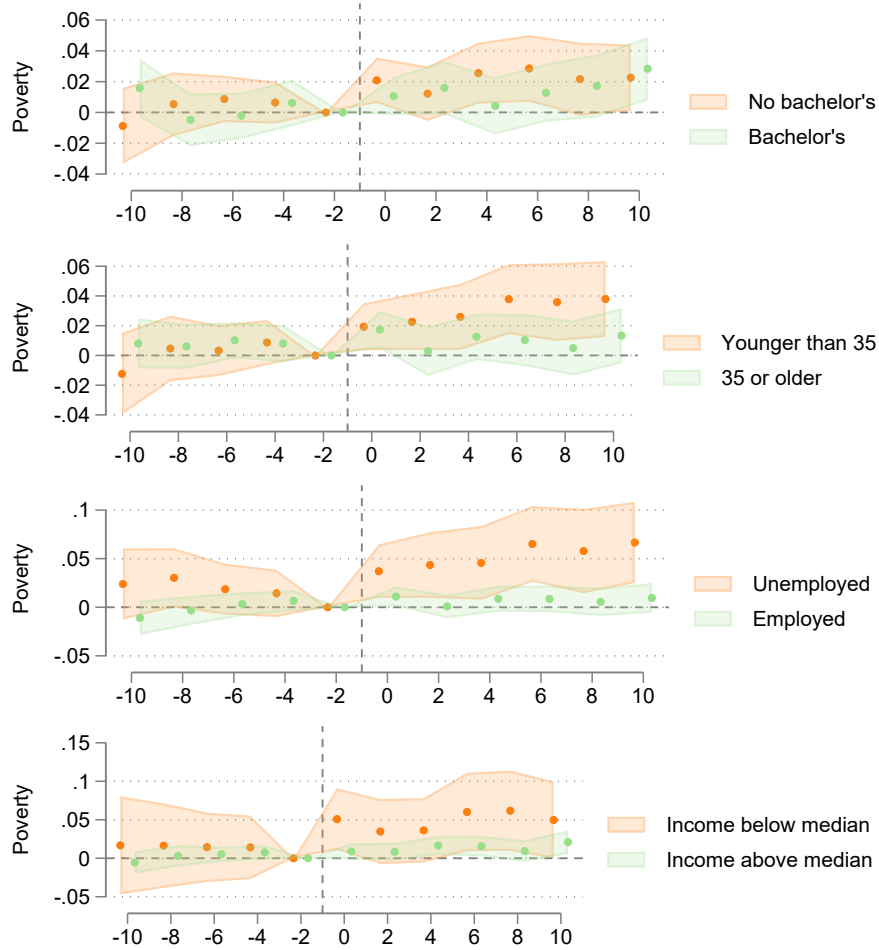 .06
.04
.02
0
-.02
-.04
Poverty
-10 -8 -6 -4 -2 0 2 4 6 8 10
No bachelor's
Bachelor's
.06
.04
.02
0
-.02
-.04
Poverty
-10 -8 -6 -4 -2 0 2 4 6 8 10
Younger than 35
35 or older
.1
.05
0
-.05
Poverty
-10 -8 -6 -4 -2 0 2 4 6 8 10
Unemployed
Employed
.15
.1
.05
0
-.05
Poverty
-10 -8 -6 -4 -2 0 2 4 6 8 10
Income below median
Income above median